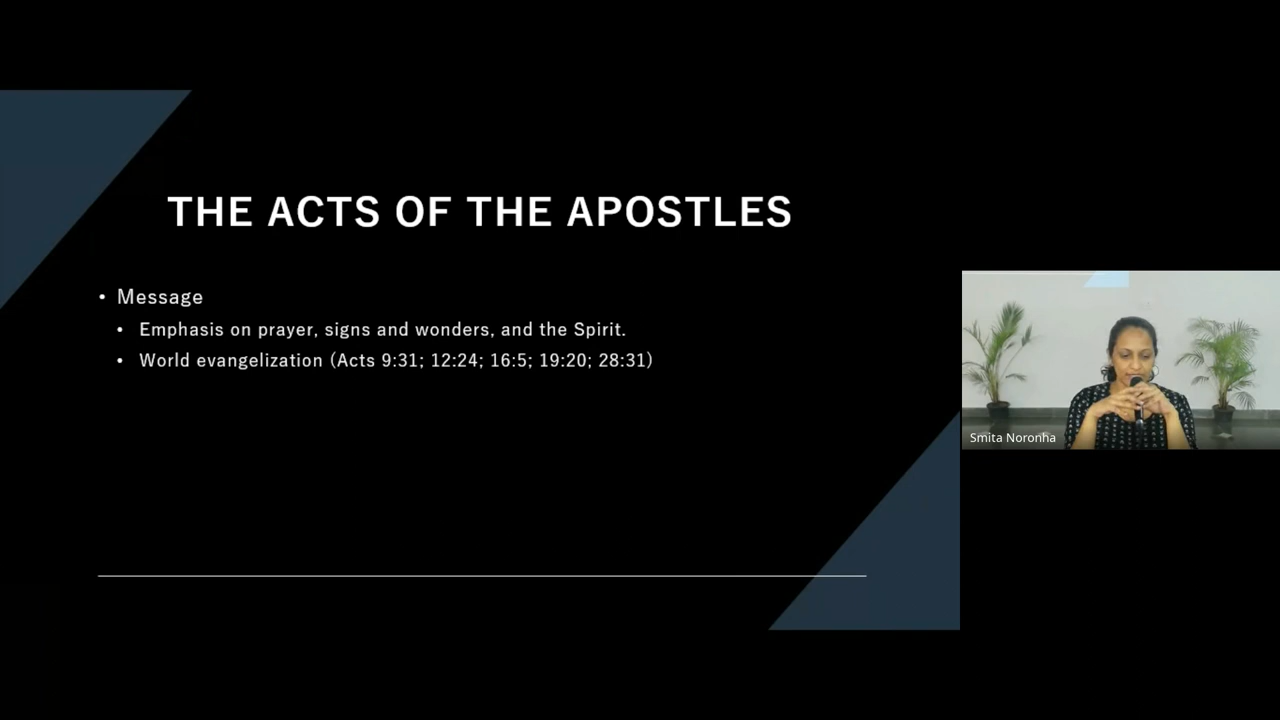 THE ACTS OF THE APOSTLES
• Message
• Emphasis on prayer, signs and wonders, and the Spirit.
• World evangelization (Acts 9:31; 12:24; 16:5; 19:20; 28:31)
Smita Noronha